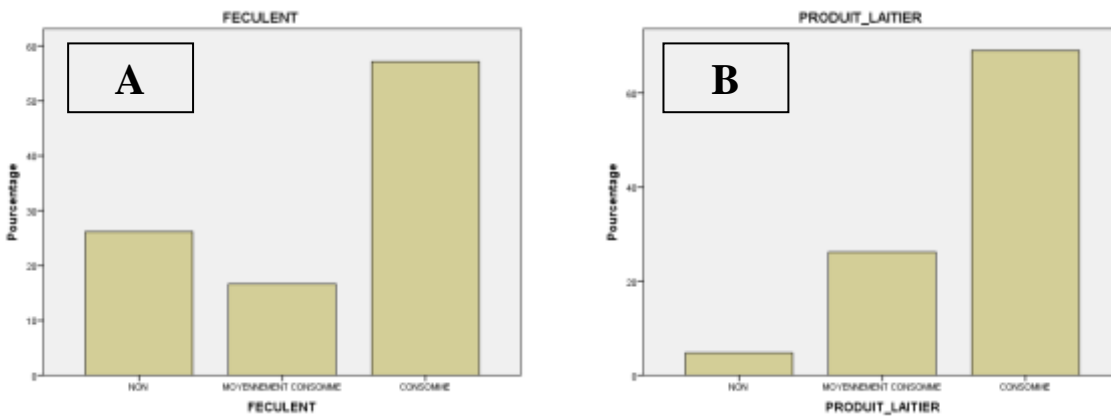 FECULENT
A
60
50
40
30
20
10
0
Pourcentage
NON MOYENNEMENT CONSOMME CONSOMME
FECULENT
PRODUIT_LAITIER
B
60
40
20
0
Pourcentage
NON MOYENNEMENT CONSOMME CONSOMME
PRODUIT_LAITIER